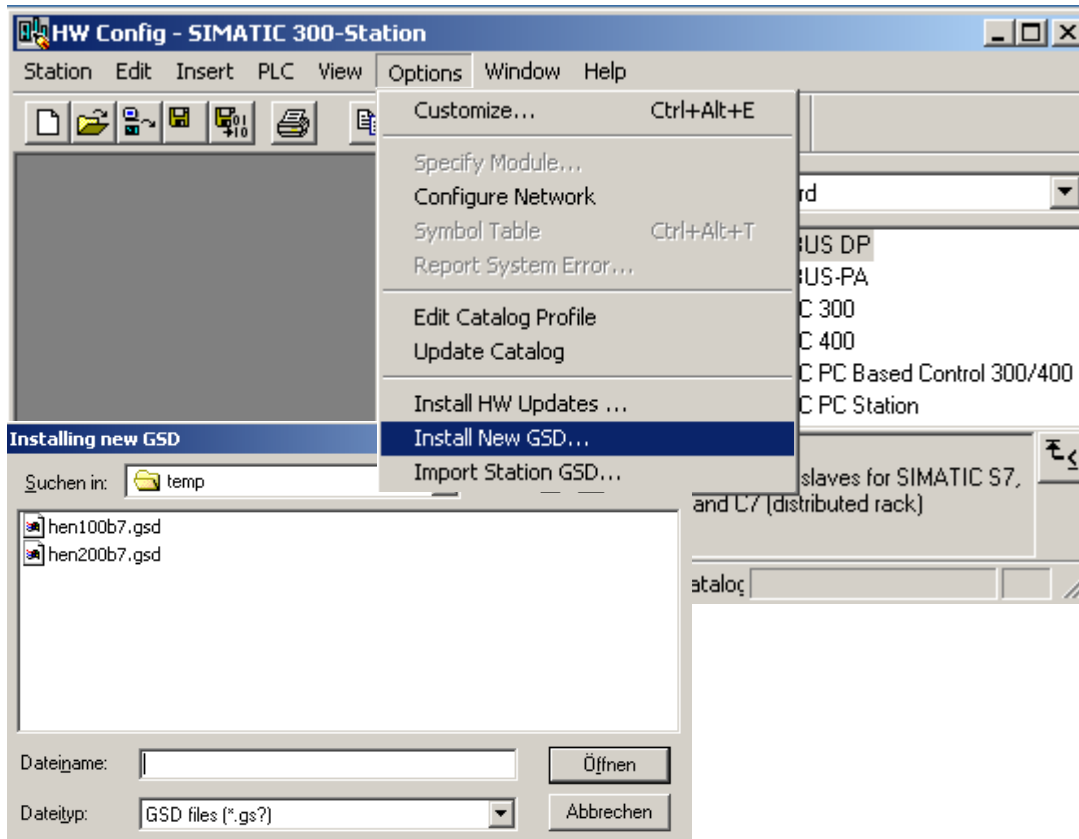 HW Config - SIMATIC 300-Station
Station Edit Insert PLC View Options Window Help
Customize... Ctrl+Alt+E
Specify Module...
Configure Network
Symbol Table Ctrl+Alt+T
Report System Error...
Edit Catalog Profile
Update Catalog
Install HW Updates ...
Install New GSD...
Import Station GSD...
rd
BUS DP
BUS-PA
C 300
C 400
C PC Based Control 300/400
C PC Station
slaves for SIMATIC S7,
and C7 (distributed rack)
atalog
Installing new GSD
Suchen in: temp
hen100b7.gsd
hen200b7.gsd
Dateiname:
Öffnen
Dateityp: GSD files (*.gs?)
Abbrechen